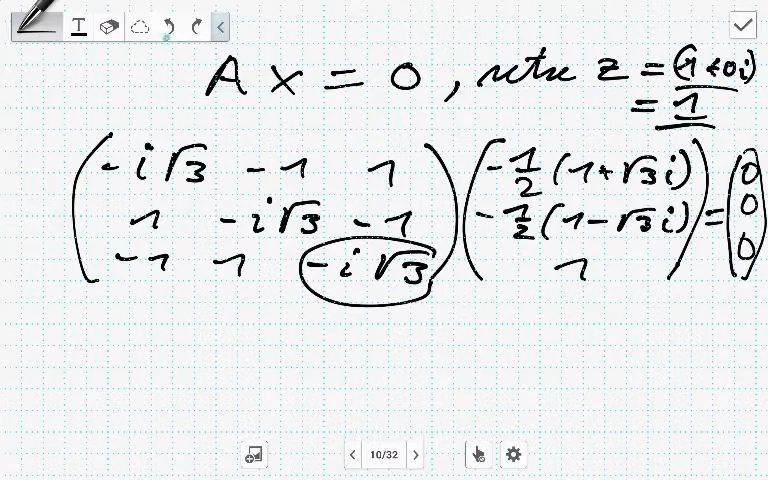 T
A x = 0 , setze z = (1+0i)
= 1
( -i√3 -1 1 ) ( -1/2 (1+√3i) ) = ( 0 )
( 1 -i√3 -1 ) ( -1/2 (1-√3i) ) ( 0 )
( -1 1 -i√3 ) ( 1 ) ( 0 )
10/32